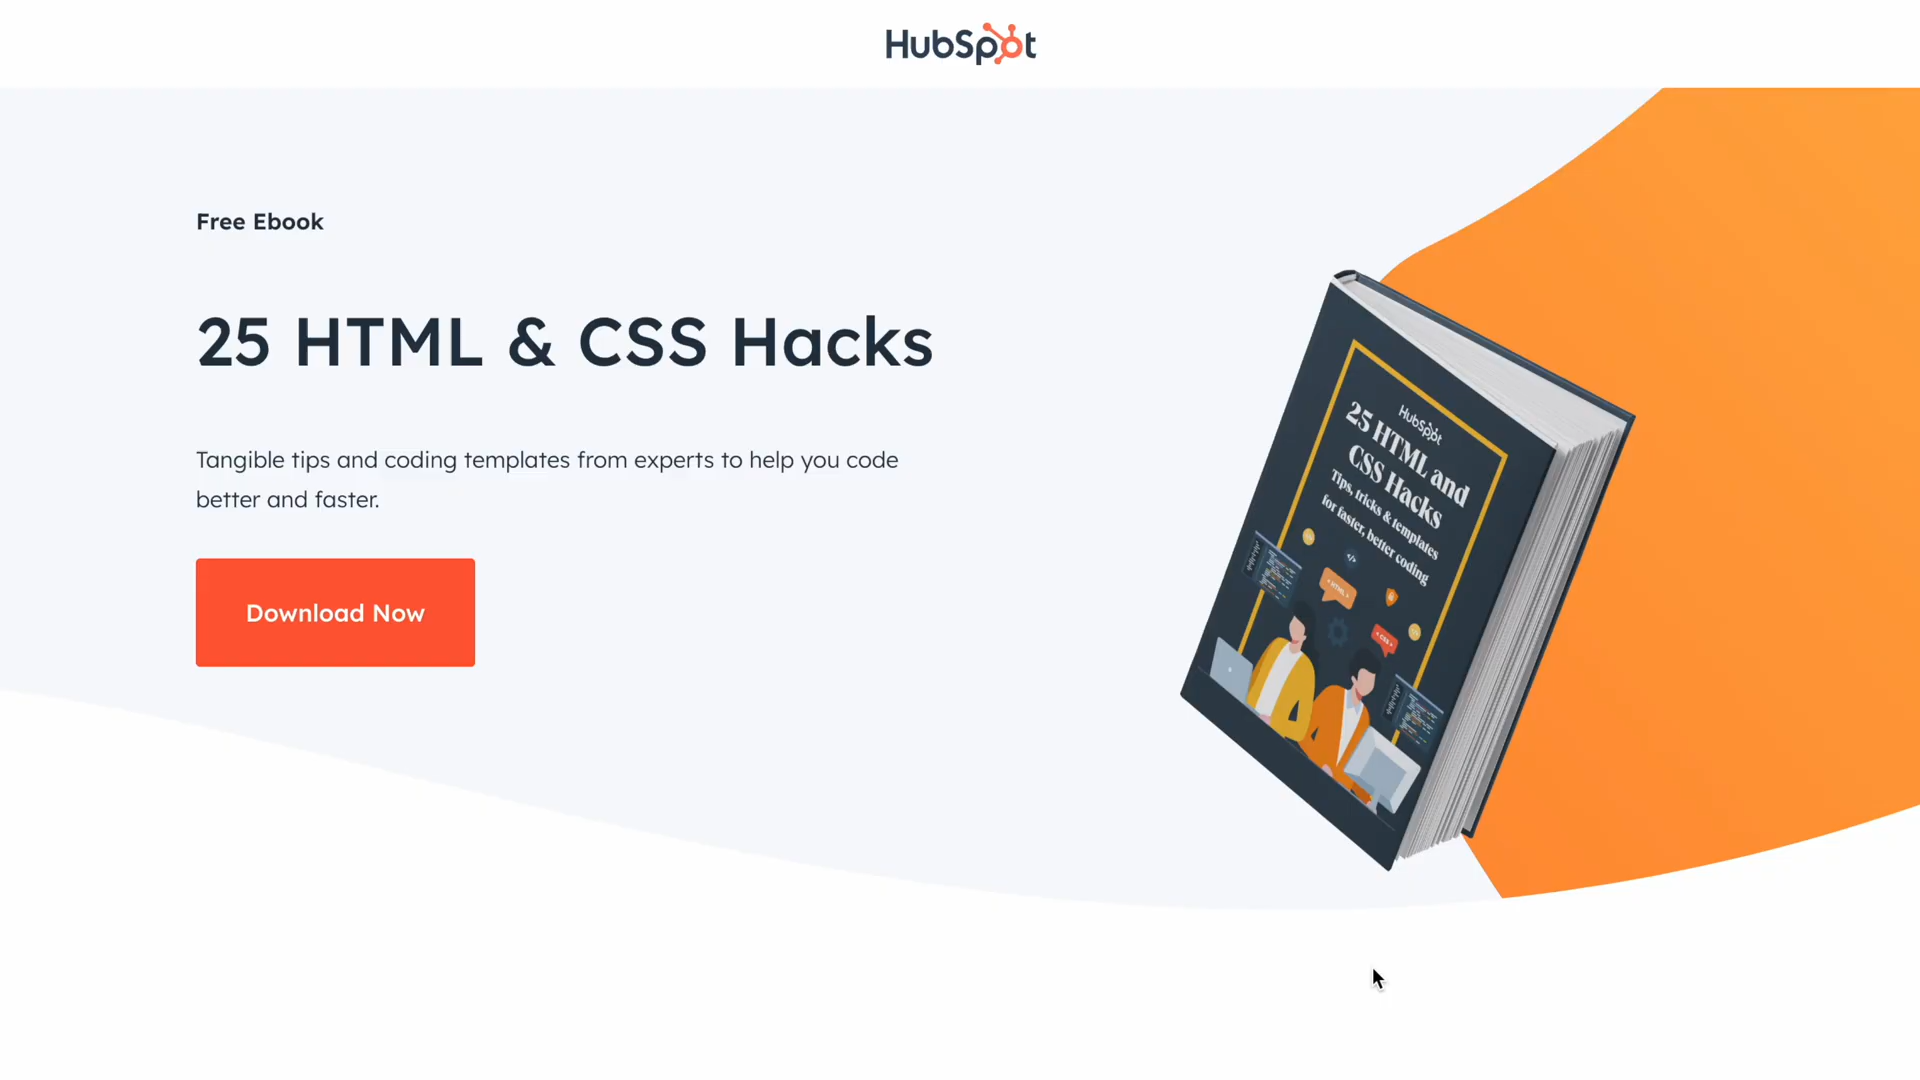 HubSpot
Free Ebook
25 HTML & CSS Hacks
Tangible tips and coding templates from experts to help you code
better and faster.
Download Now
HubSpot
25 HTML and
CSS Hacks
Tips, tricks & templates
for faster, better coding